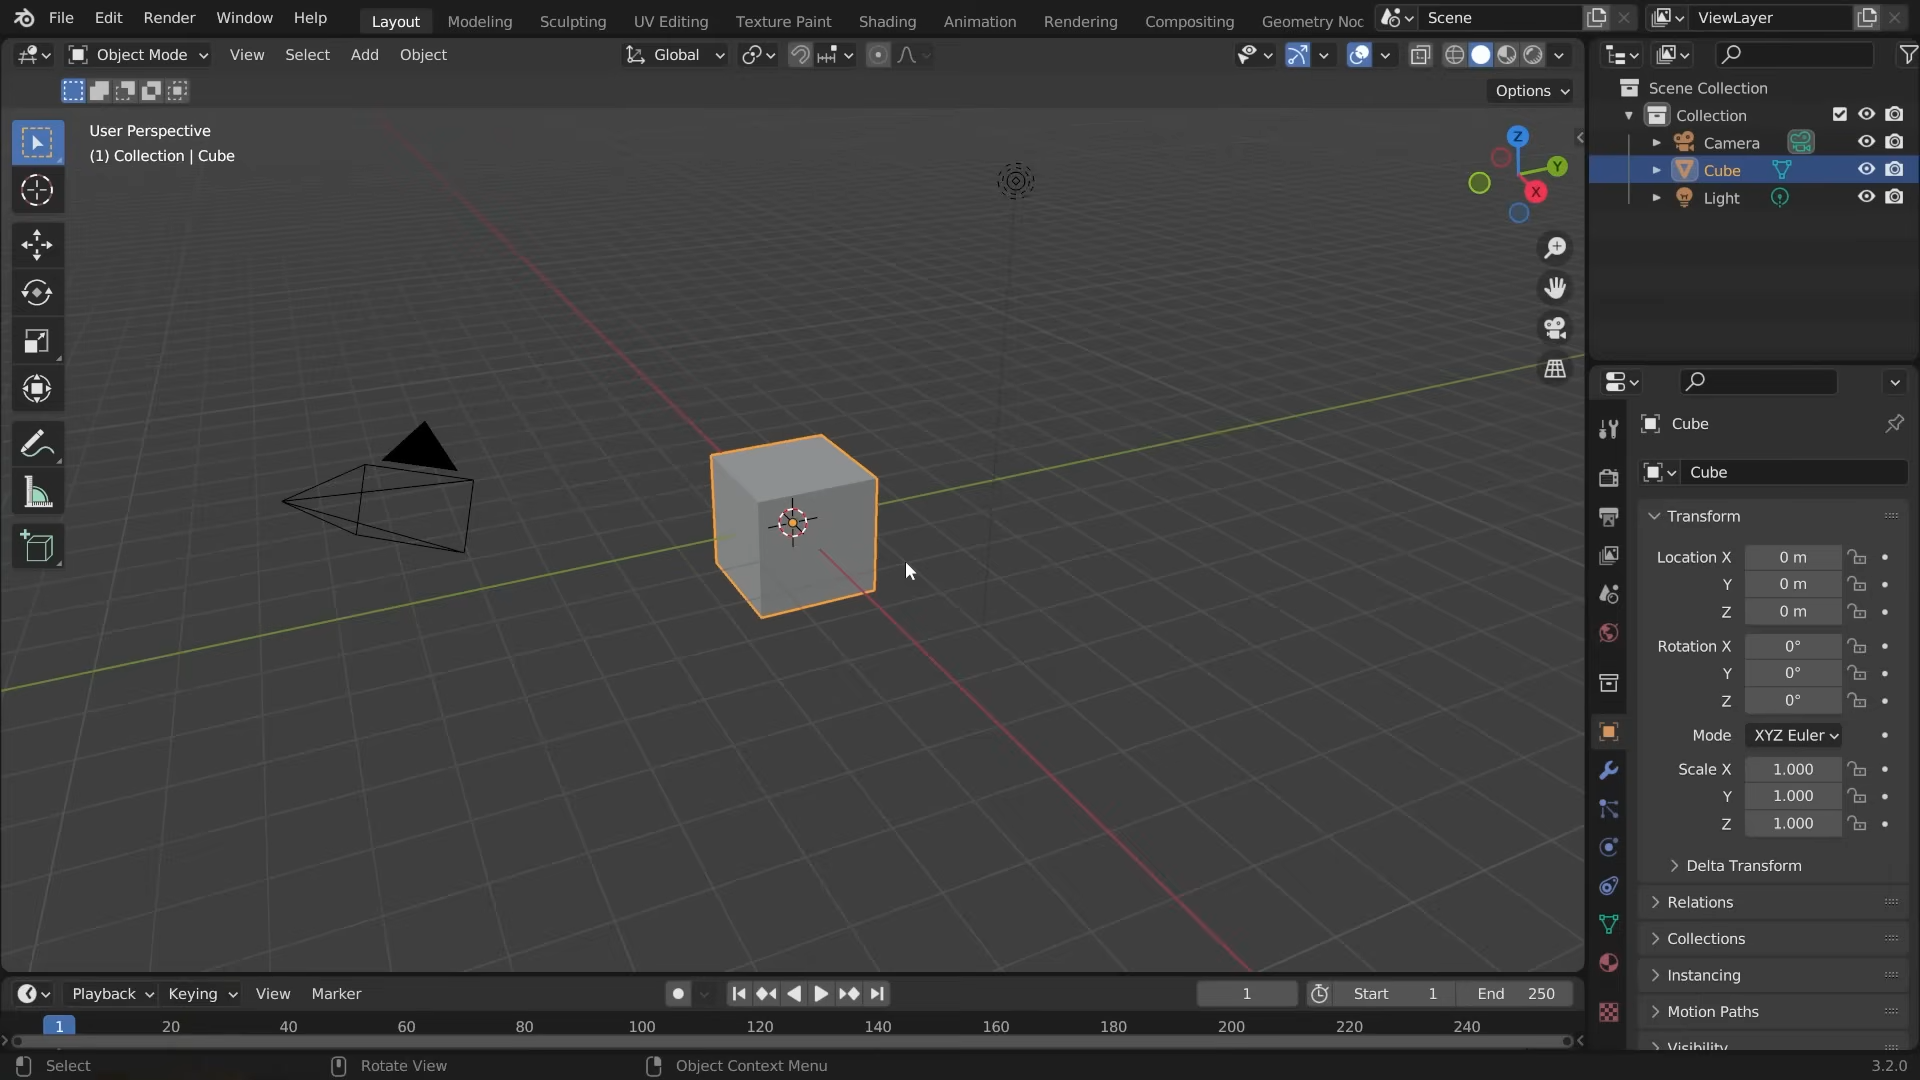 File Edit Render Window Help
Layout Modeling Sculpting UV Editing Texture Paint Shading Animation Rendering Compositing Geometry Noc
Scene
ViewLayer
Object Mode View Select Add Object
Global
Options
User Perspective
(1) Collection | Cube
Z
Y
X
Scene Collection
Collection
Camera
Cube
Light
Cube
Cube
Transform
Location X 0 m
Y 0 m
Z 0 m
Rotation X 0°
Y 0°
Z 0°
Mode XYZ Euler
Scale X 1.000
Y 1.000
Z 1.000
Delta Transform
Relations
Collections
Instancing
Motion Paths
Visibility
Playback Keying View Marker
1 Start 1 End 250
1 20 40 60 80 100 120 140 160 180 200 220 240
Select Rotate View Object Context Menu 3.2.0